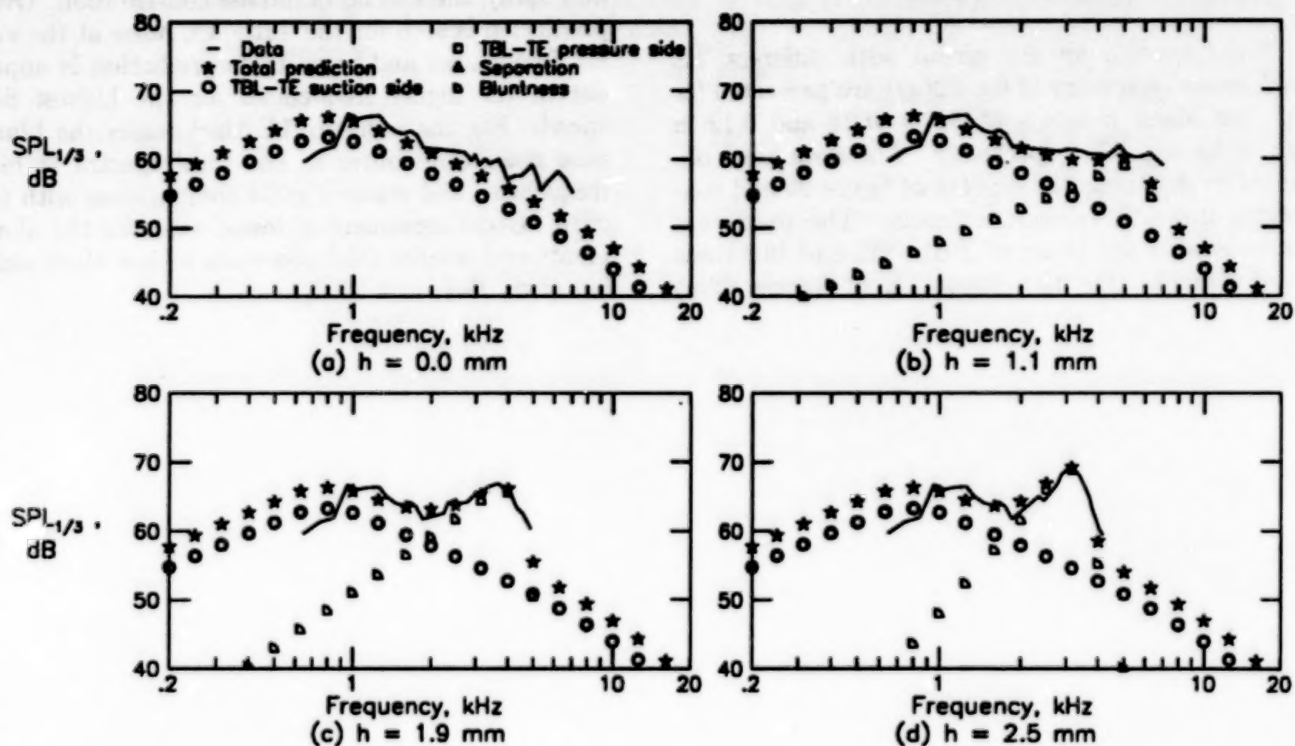 80
70
SPL1/3 ,
dB
60
50
40
— Data
★ Total prediction
o TBL-TE suction side
□ TBL-TE pressure side
▵ Separation
D Bluntness
.2 1 10 20
Frequency, kHz
(a) h = 0.0 mm
80
70
60
50
40
.2 1 10 20
Frequency, kHz
(b) h = 1.1 mm
80
70
SPL1/3 ,
dB
60
50
40
.2 1 10 20
Frequency, kHz
(c) h = 1.9 mm
80
70
60
50
40
.2 1 10 20
Frequency, kHz
(d) h = 2.5 mm